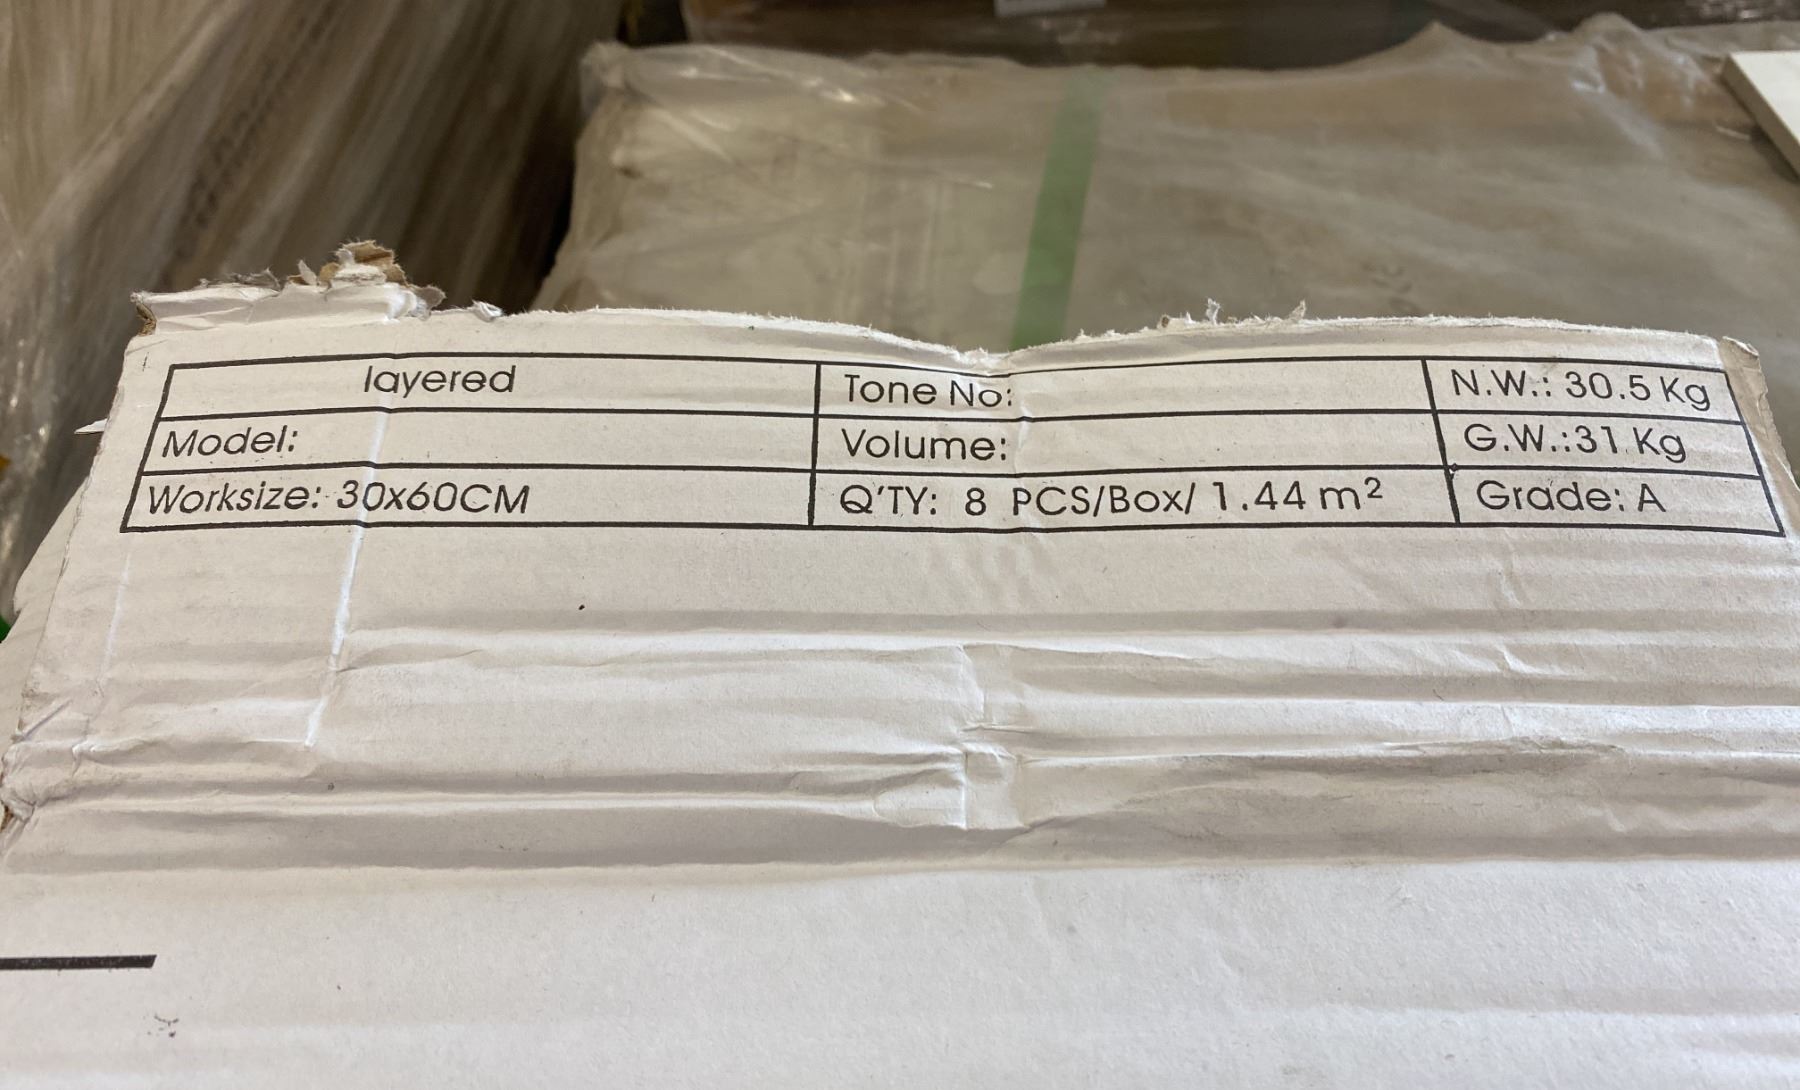 layered
Tone No:
N.W.: 30.5 Kg
Model:
Volume:
G.W.:31 Kg
Worksize: 30x60CM
Q'TY: 8 PCS/Box/ 1.44 m²
Grade: A